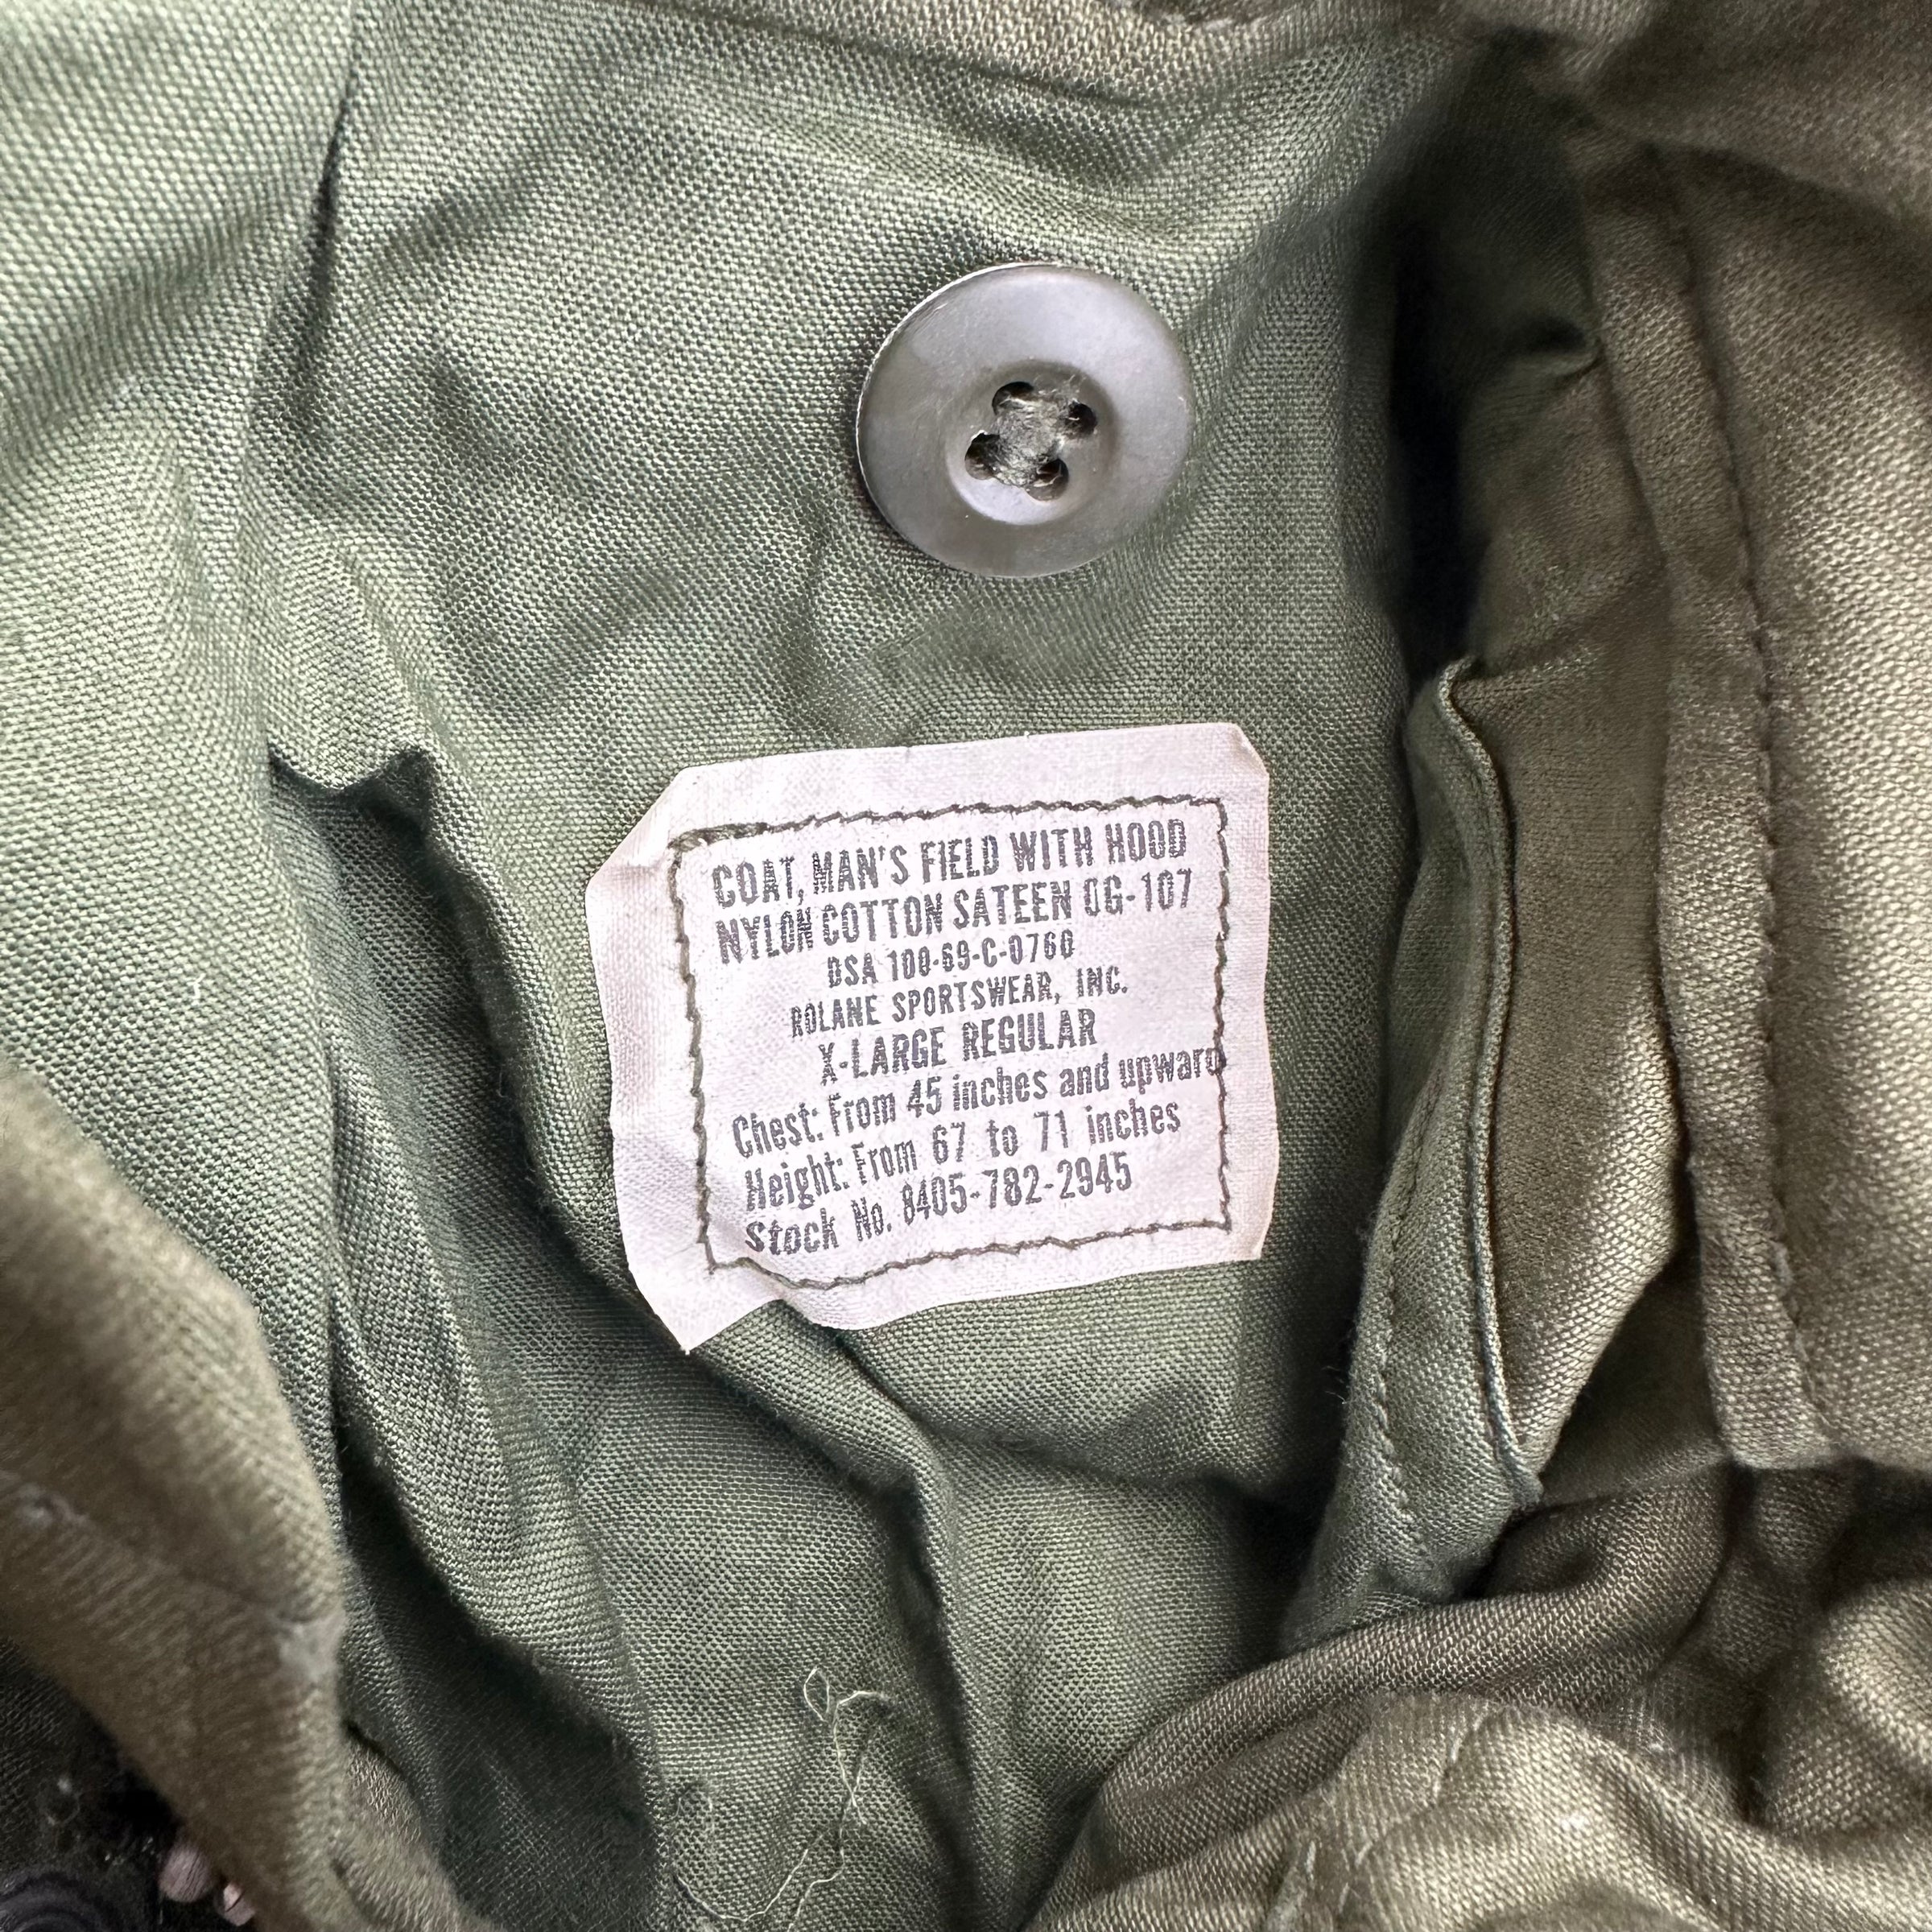 COAT, MAN'S FIELD WITH HOOD
NYLON COTTON SATEEN OG-107
DSA 100-69-C-0760
ROLANE SPORTSWEAR, INC.
X-LARGE REGULAR
Chest: From 45 inches and upward
Height: From 67 to 71 inches
Stock No. 8405-782-2945